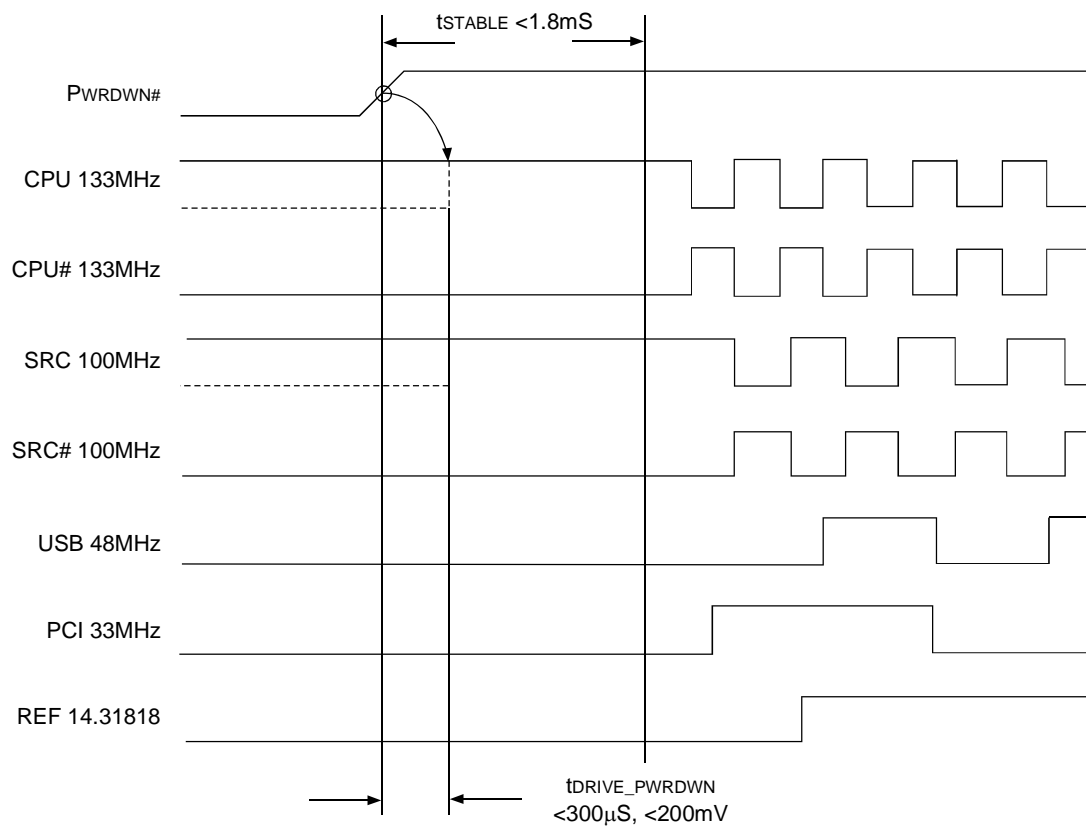 tSTABLE <1.8mS
PWRDWN#
CPU 133MHz
CPU# 133MHz
SRC 100MHz
SRC# 100MHz
USB 48MHz
PCI 33MHz
REF 14.31818
tDRIVE_PWRDWN
<300μS, <200mV